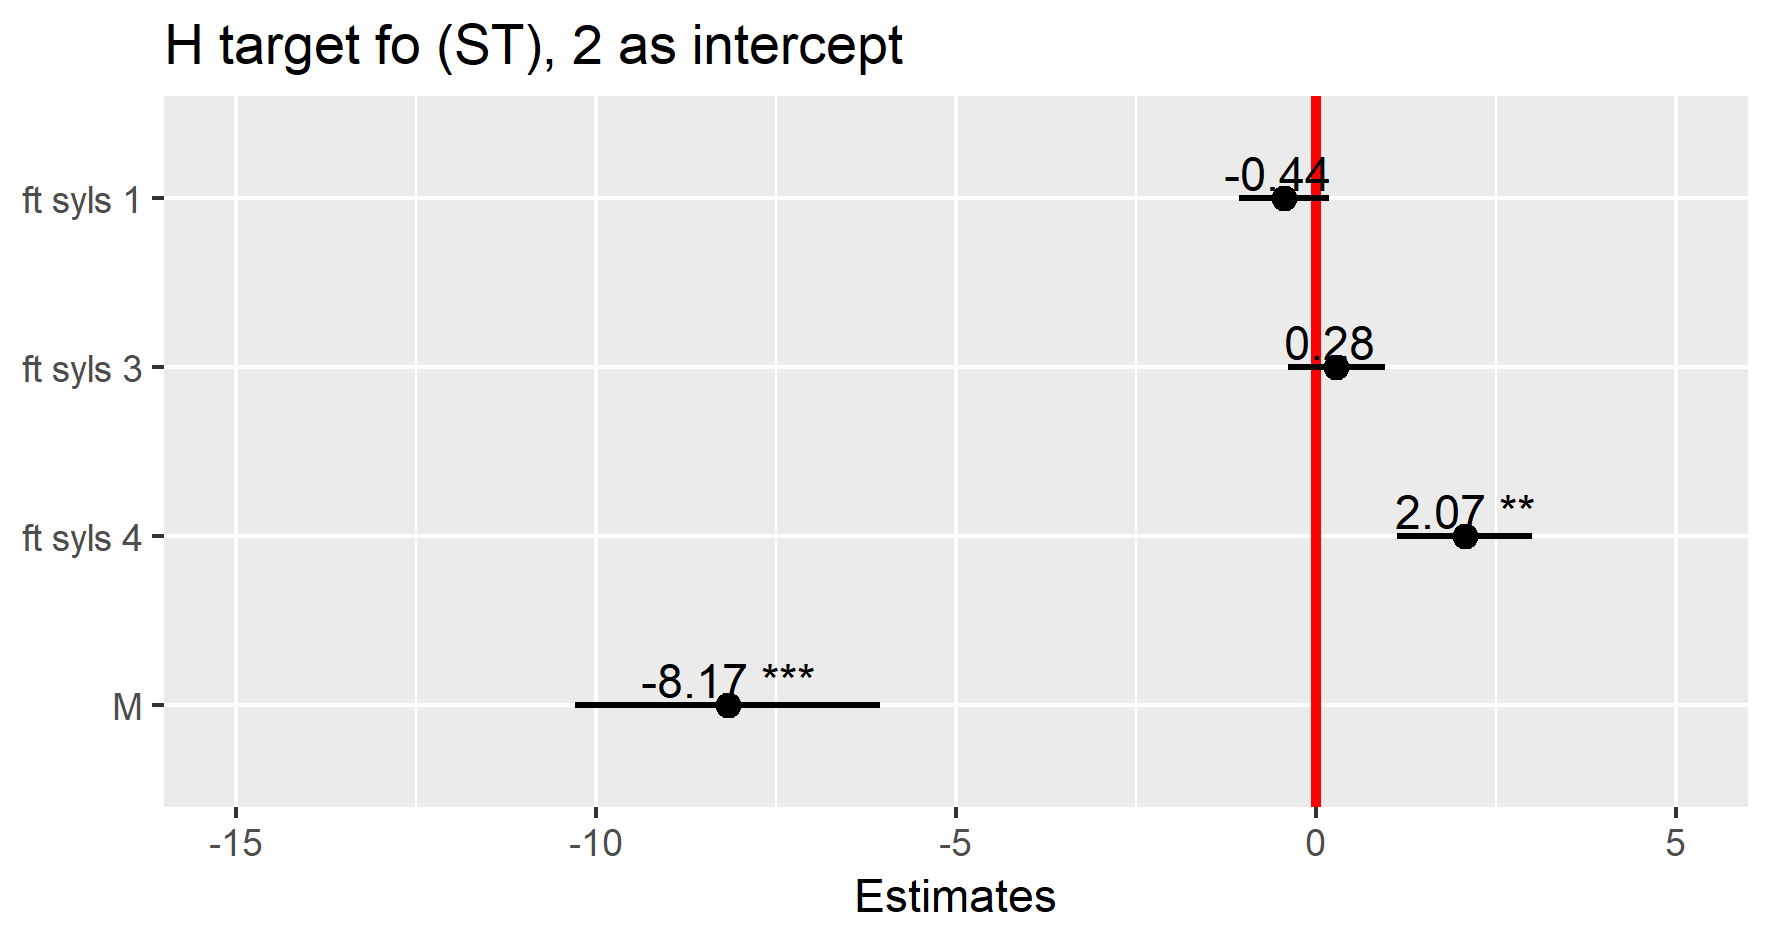 H target fo (ST), 2 as intercept
ft syls 1
-0.44
ft syls 3
0.28
ft syls 4
2.07 **
M
-8.17 ***
-15 -10 -5 0 5
Estimates